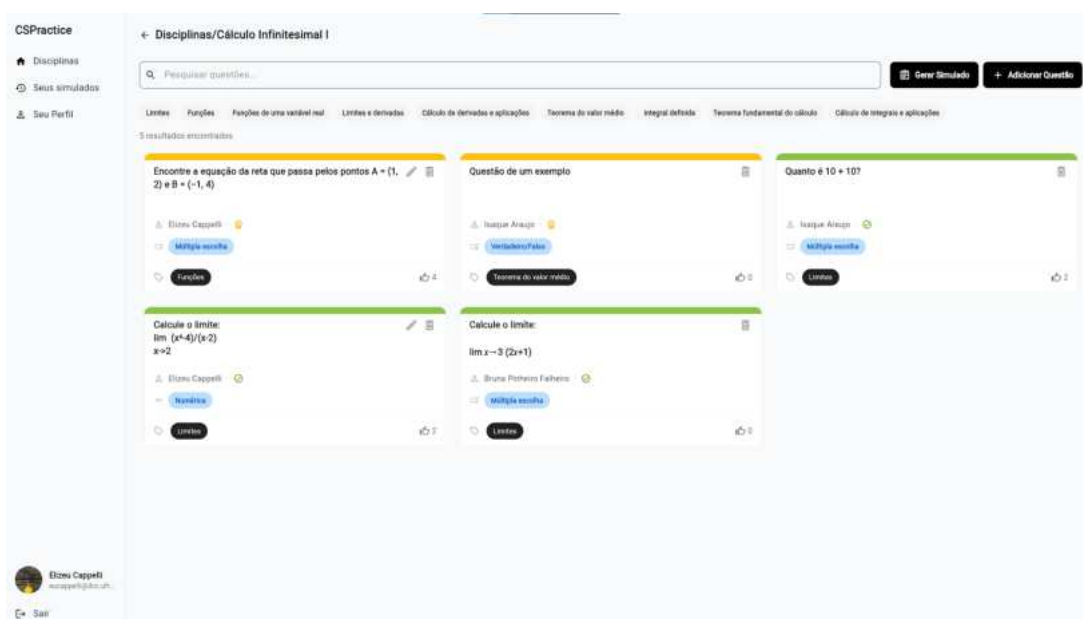 CSPractice
Disciplinas
Seus simulados
Seu Perfil
← Disciplinas/Cálculo Infinitesimal I
Pesquisar questões...
Gerar Simulado
+ Adicionar Questão
Limites Funções Funções de uma variável real Limites e derivadas Cálculo de derivadas e aplicações Teorema do valor médio Integral definida Teorema fundamental do cálculo Cálculo de integrais e aplicações
5 resultados encontrados
Encontre a equação da reta que passa pelos pontos A = (1,
2) e B = (-1, 4)
Elizeu Cappelli
Múltipla escolha
Funções
4
Questão de um exemplo
Isaque Araujo
Verdadeiro/Falso
Teorema do valor médio
0
Quanto é 10 + 10?
Isaque Araujo
Múltipla escolha
Limites
2
Calcule o limite:
lim
x->2
Elizeu Cappelli
Numérica
Limites
Calcule o limite:
lim x→3 (2x+1)
Bruna Pinheiro Falheiro
Múltipla escolha
Limites
0
Elizeu Cappelli
Sair